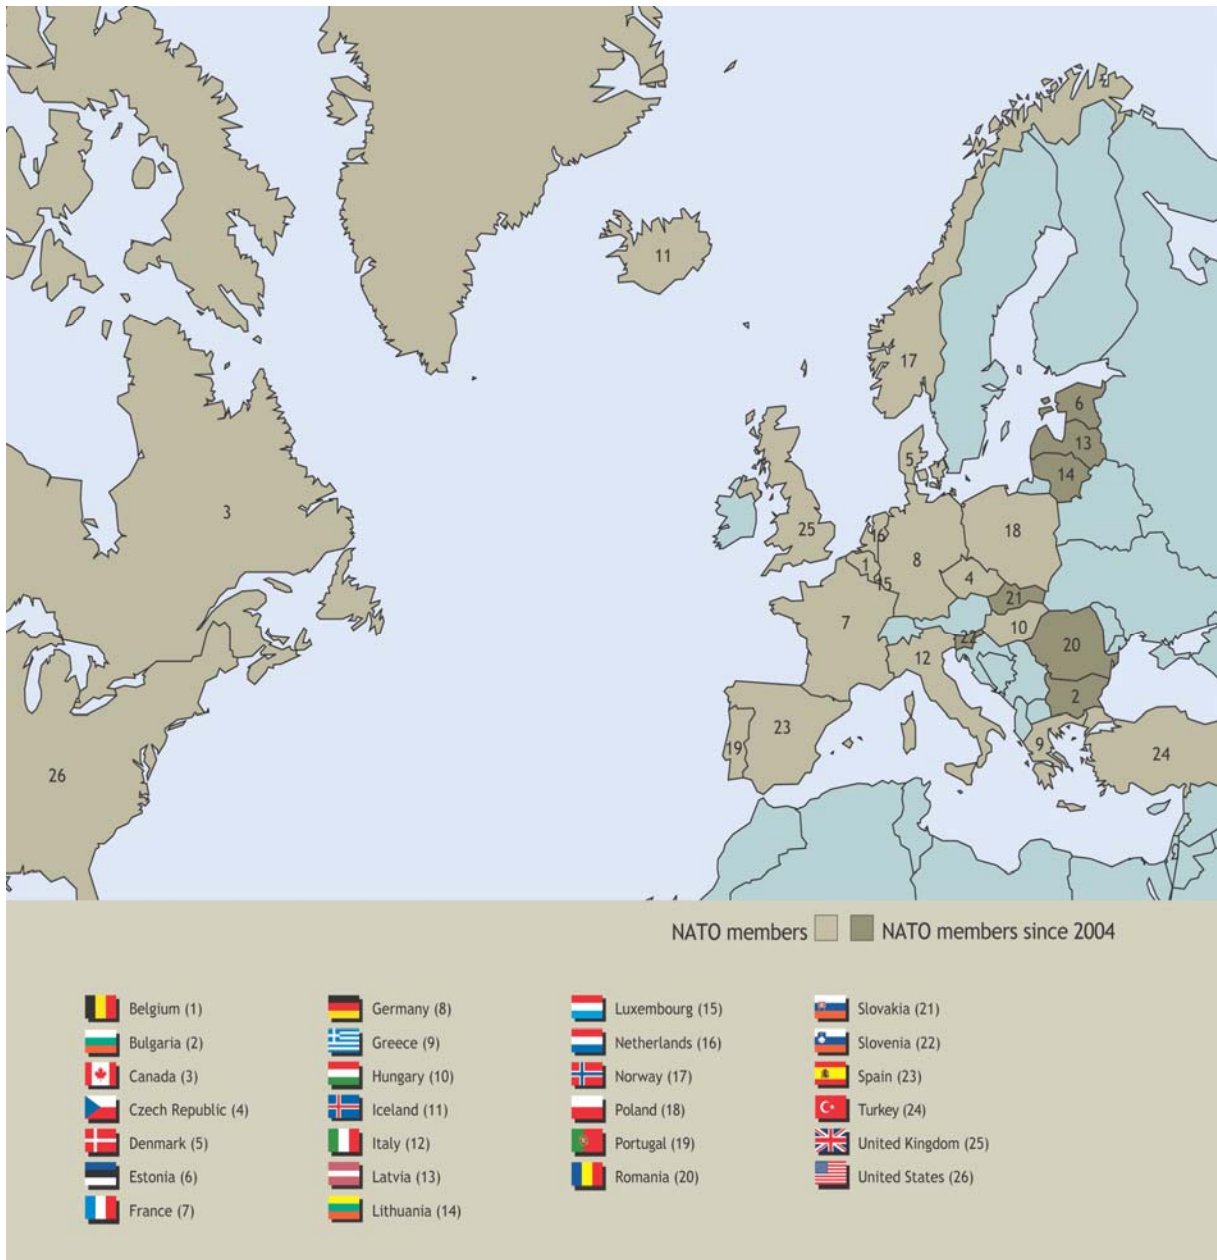 11
17
6
13
5
14
3
25
16
18
8
1
15
4
21
7
10
22
20
12
2
23
19
9
24
26
NATO members
NATO members since 2004
Belgium (1)
Bulgaria (2)
Canada (3)
Czech Republic (4)
Denmark (5)
Estonia (6)
France (7)
Germany (8)
Greece (9)
Hungary (10)
Iceland (11)
Italy (12)
Latvia (13)
Lithuania (14)
Luxembourg (15)
Netherlands (16)
Norway (17)
Poland (18)
Portugal (19)
Romania (20)
Slovakia (21)
Slovenia (22)
Spain (23)
Turkey (24)
United Kingdom (25)
United States (26)